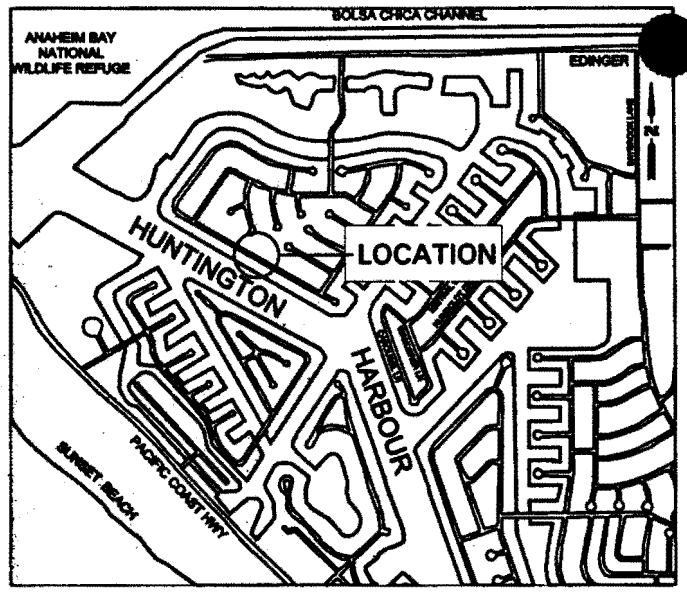 BOLSA CHICA CHANNEL
ANAHEIM BAY
NATIONAL
WILDLIFE REFUGE
EDINGER
N
LOCATION
HUNTINGTON
HARBOUR
PACIFIC COAST HWY
SUNSET BEACH